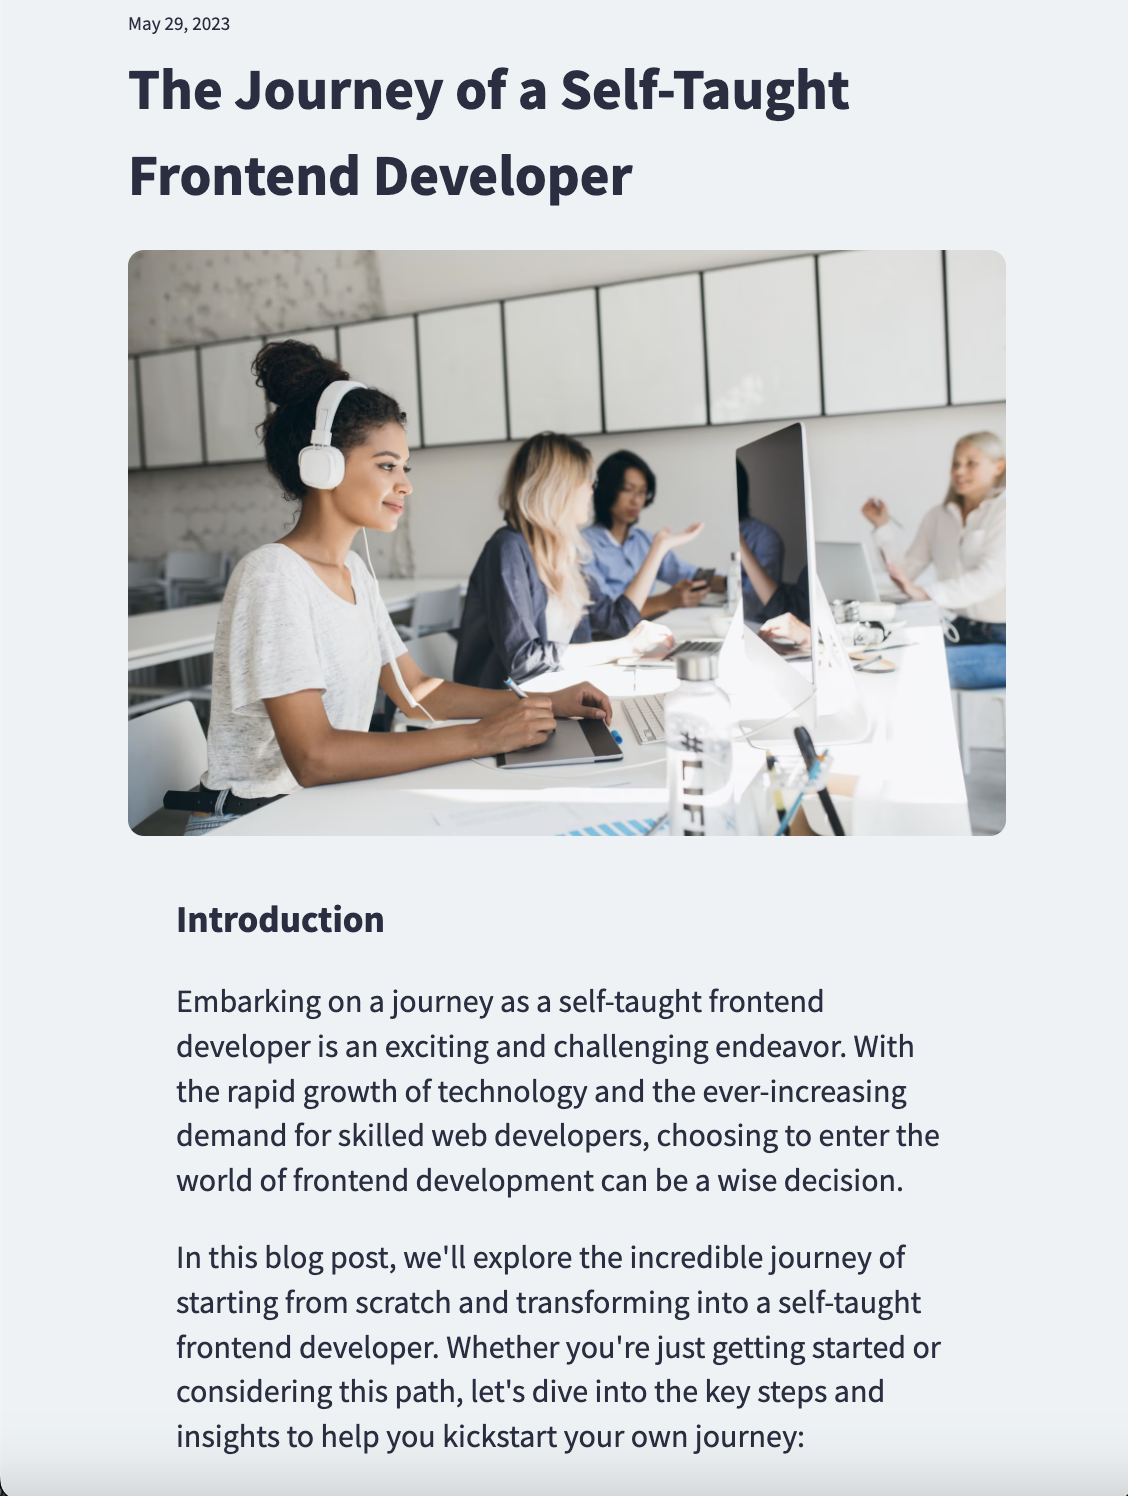 May 29, 2023
The Journey of a Self-Taught
Frontend Developer
#LIFE
Introduction
Embarking on a journey as a self-taught frontend
developer is an exciting and challenging endeavor. With
the rapid growth of technology and the ever-increasing
demand for skilled web developers, choosing to enter the
world of frontend development can be a wise decision.
In this blog post, we'll explore the incredible journey of
starting from scratch and transforming into a self-taught
frontend developer. Whether you're just getting started or
considering this path, let's dive into the key steps and
insights to help you kickstart your own journey: